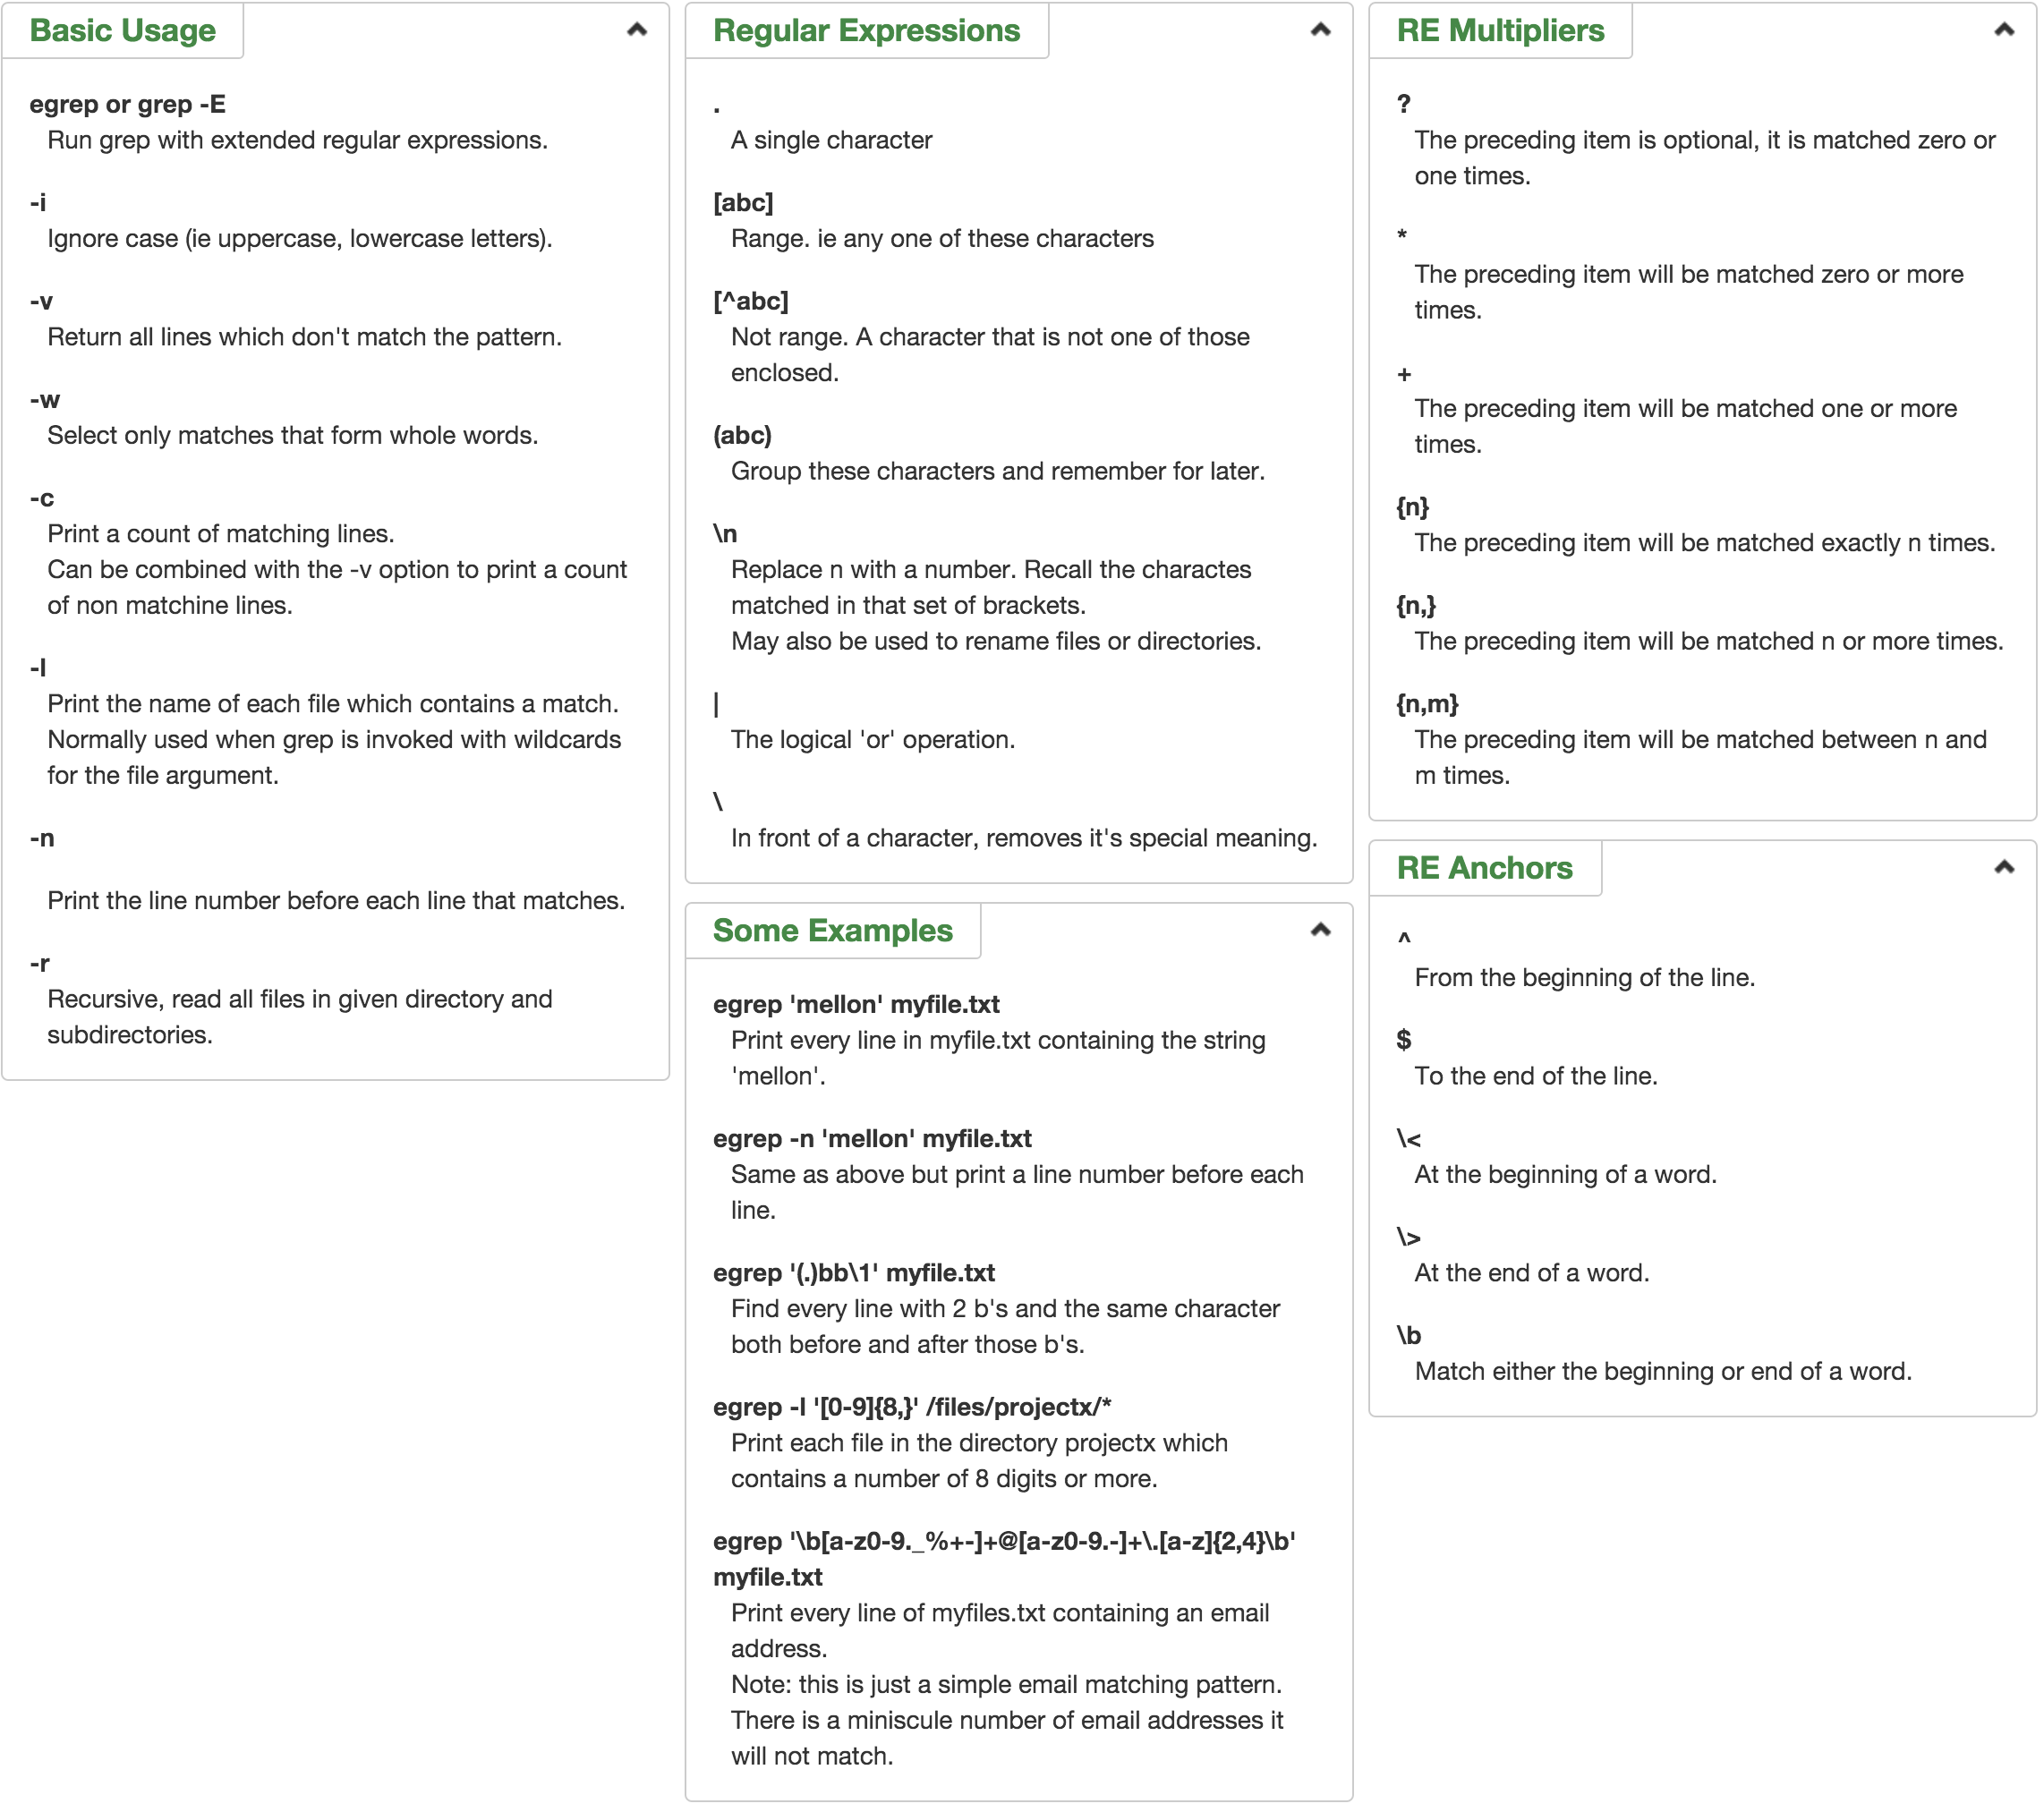 Basic Usage
egrep or grep -E
Run grep with extended regular expressions.
-i
Ignore case (ie uppercase, lowercase letters).
-v
Return all lines which don't match the pattern.
-w
Select only matches that form whole words.
-c
Print a count of matching lines.
Can be combined with the -v option to print a count
of non matchine lines.
-l
Print the name of each file which contains a match.
Normally used when grep is invoked with wildcards
for the file argument.
-n
Print the line number before each line that matches.
-r
Recursive, read all files in given directory and
subdirectories.
Regular Expressions
.
A single character
[abc]
Range. ie any one of these characters
[^abc]
Not range. A character that is not one of those
enclosed.
(abc)
Group these characters and remember for later.
\n
Replace n with a number. Recall the charactes
matched in that set of brackets.
May also be used to rename files or directories.
|
The logical 'or' operation.
\
In front of a character, removes it's special meaning.
Some Examples
egrep 'mellon' myfile.txt
Print every line in myfile.txt containing the string
'mellon'.
egrep -n 'mellon' myfile.txt
Same as above but print a line number before each
line.
egrep '(.)bb\1' myfile.txt
Find every line with 2 b's and the same character
both before and after those b's.
egrep -l '[0-9]{8,}' /files/projectx/*
Print each file in the directory projectx which
contains a number of 8 digits or more.
egrep '\b[a-z0-9._%+-]+@[a-z0-9.-]+\.[a-z]{2,4}\b'
myfile.txt
Print every line of myfiles.txt containing an email
address.
Note: this is just a simple email matching pattern.
There is a miniscule number of email addresses it
will not match.
RE Multipliers
?
The preceding item is optional, it is matched zero or
one times.
*
The preceding item will be matched zero or more
times.
+
The preceding item will be matched one or more
times.
{n}
The preceding item will be matched exactly n times.
{n,}
The preceding item will be matched n or more times.
{n,m}
The preceding item will be matched between n and
m times.
RE Anchors
^
From the beginning of the line.
$
To the end of the line.
\<
At the beginning of a word.
\>
At the end of a word.
\b
Match either the beginning or end of a word.